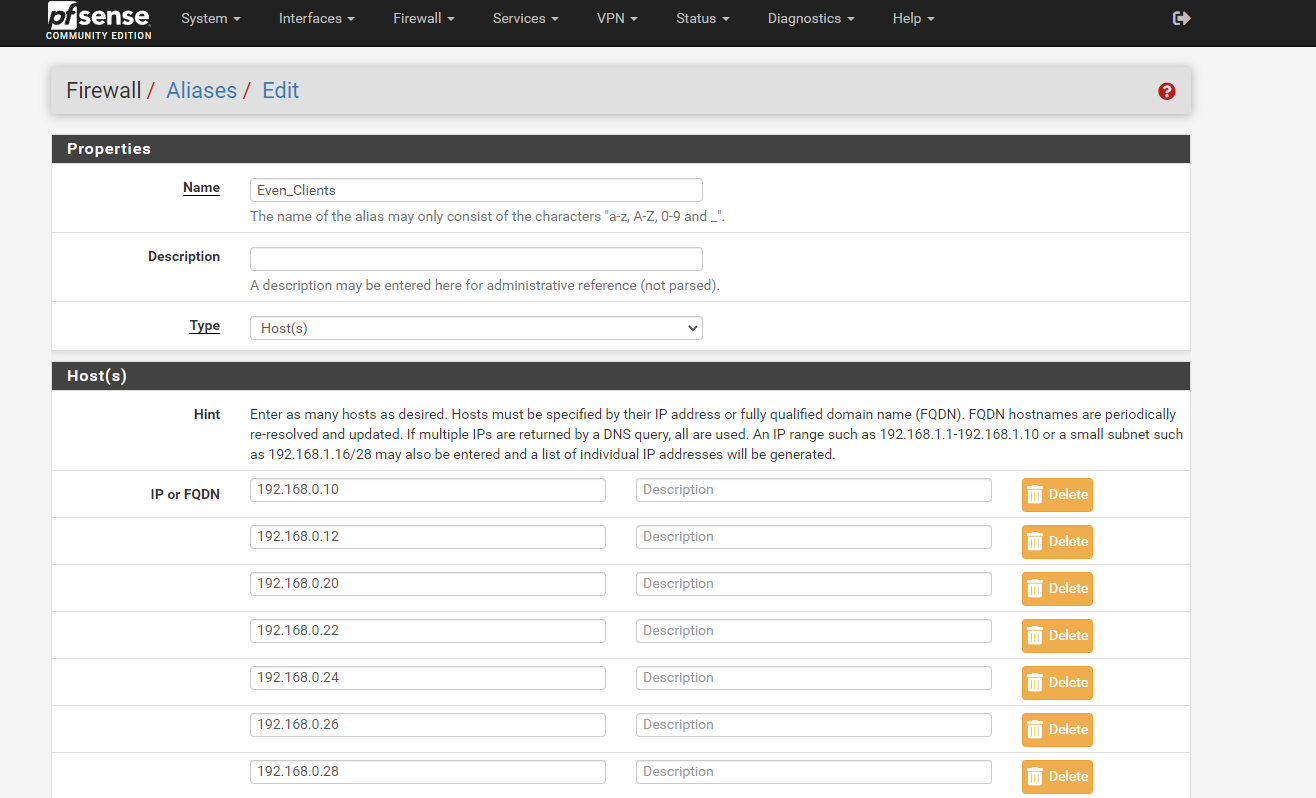 pfsense
COMMUNITY EDITION
System Interfaces Firewall Services VPN Status Diagnostics Help
Firewall / Aliases / Edit
?
Properties
Name Even_Clients
The name of the alias may only consist of the characters "a-z, A-Z, 0-9 and _".
Description
A description may be entered here for administrative reference (not parsed).
Type Host(s)
Host(s)
Hint Enter as many hosts as desired. Hosts must be specified by their IP address or fully qualified domain name (FQDN). FQDN hostnames are periodically
re-resolved and updated. If multiple IPs are returned by a DNS query, all are used. An IP range such as 192.168.1.1-192.168.1.10 or a small subnet such
as 192.168.1.16/28 may also be entered and a list of individual IP addresses will be generated.
IP or FQDN 192.168.0.10 Description Delete
192.168.0.12 Description Delete
192.168.0.20 Description Delete
192.168.0.22 Description Delete
192.168.0.24 Description Delete
192.168.0.26 Description Delete
192.168.0.28 Description Delete